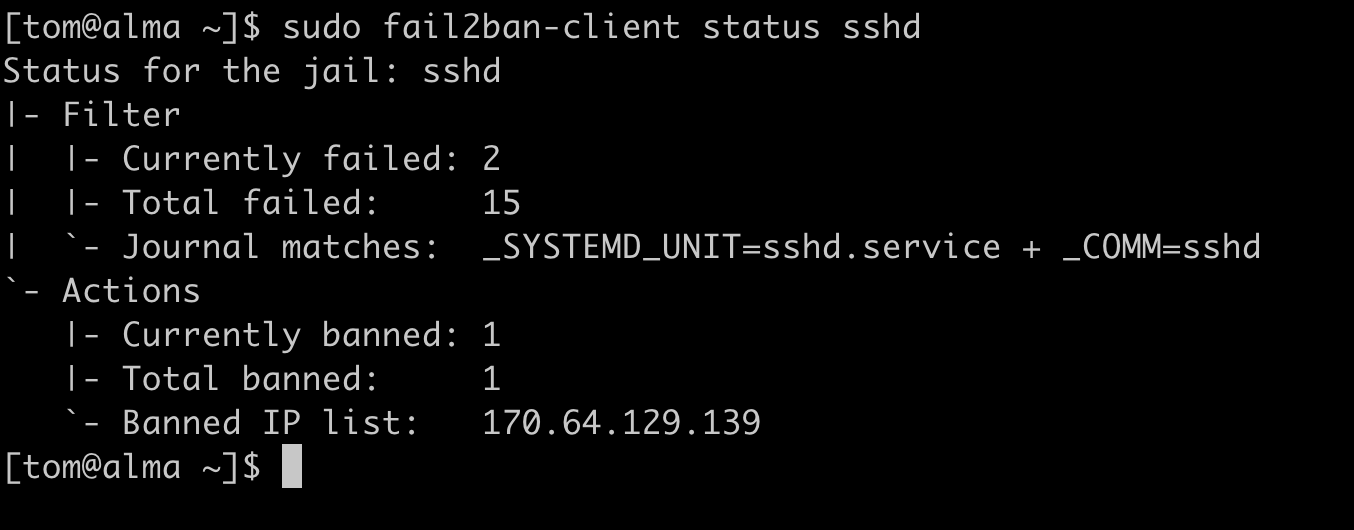 [tom@alma ~]$ sudo fail2ban-client status sshd
Status for the jail: sshd
|- Filter
|  |- Currently failed: 2
|  |- Total failed:     15
|  `- Journal matches:  _SYSTEMD_UNIT=sshd.service + _COMM=sshd
`- Actions
   |- Currently banned: 1
   |- Total banned:     1
   `- Banned IP list:   170.64.129.139
[tom@alma ~]$